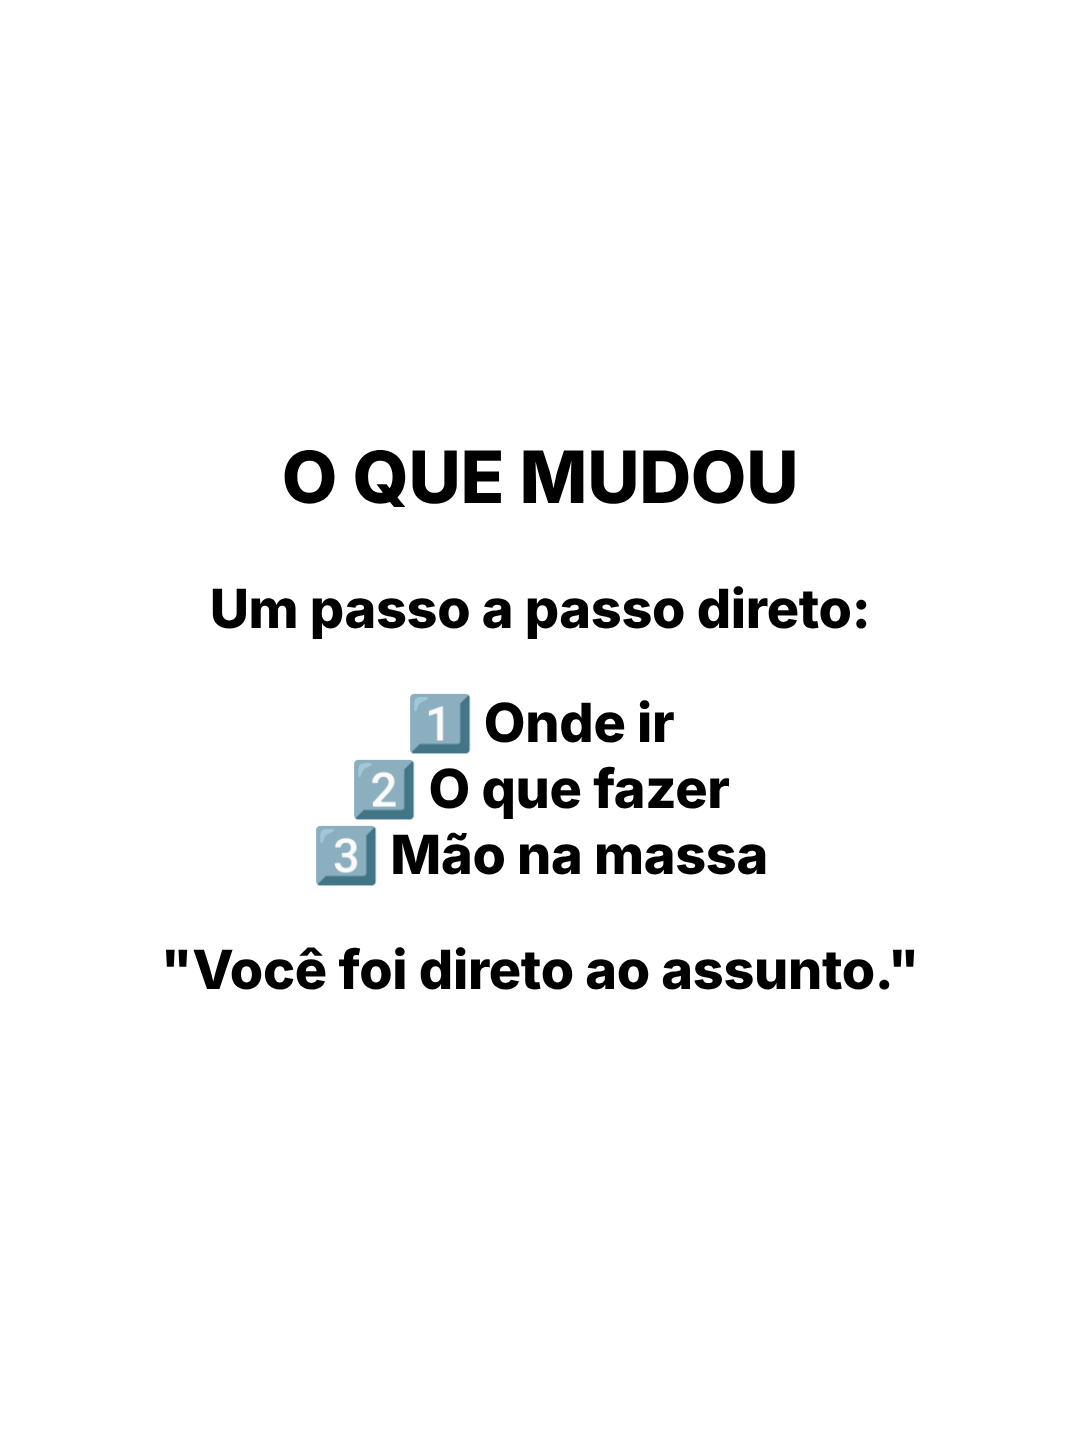 O QUE MUDOU
Um passo a passo direto:
1️⃣ Onde ir
2️⃣ O que fazer
3️⃣ Mão na massa
"Você foi direto ao assunto."